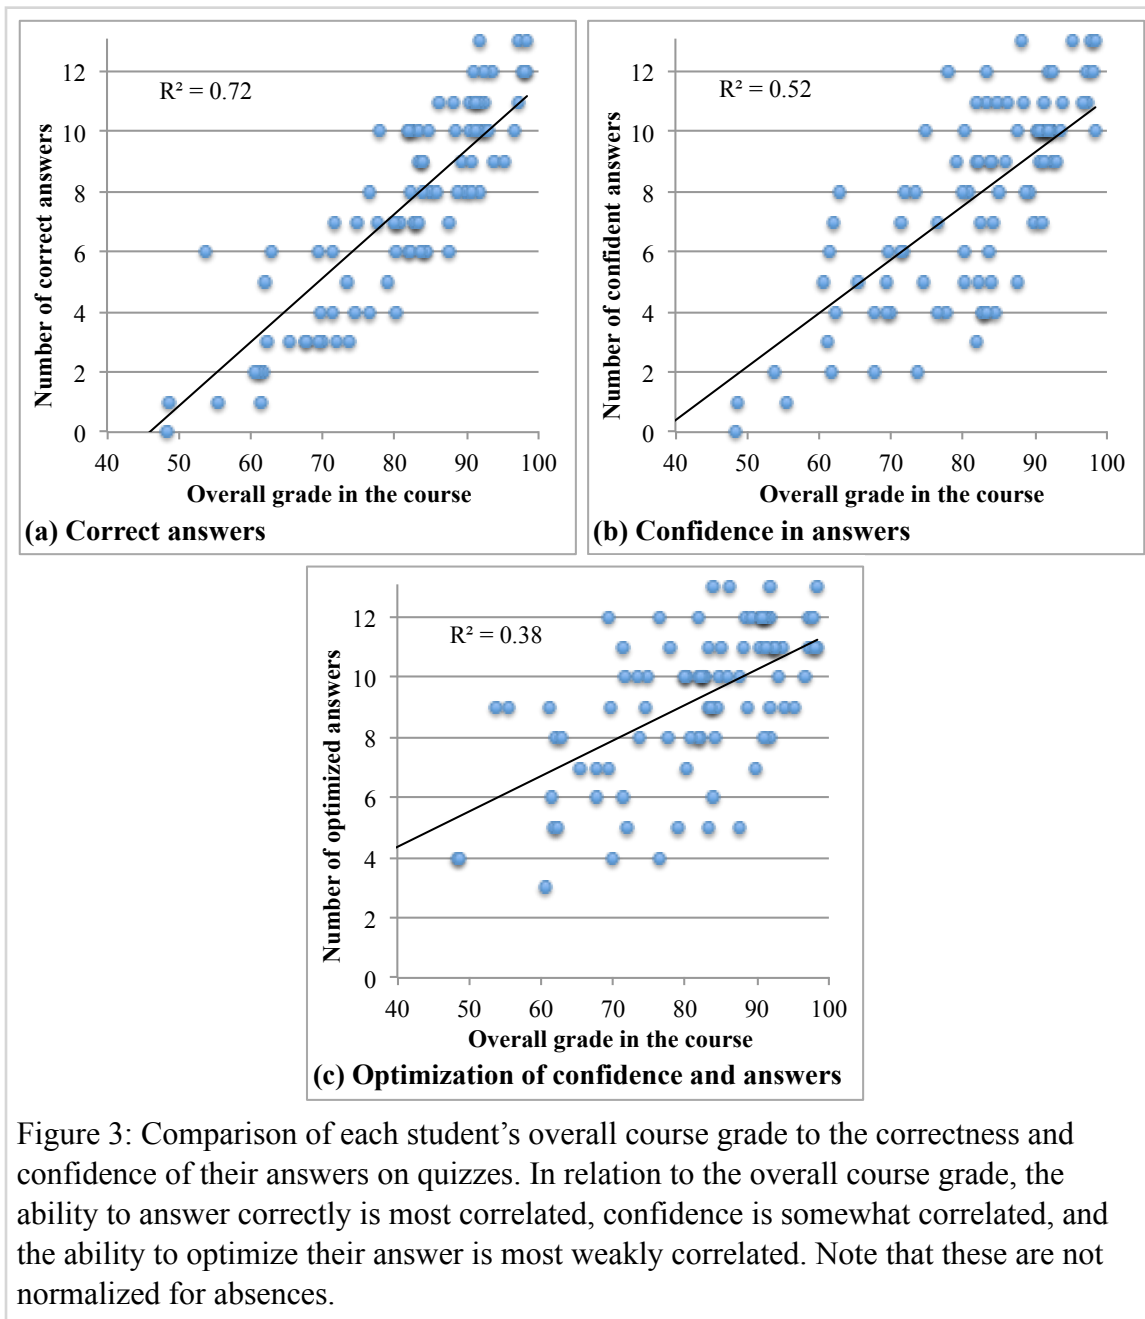 R² = 0.72
Number of correct answers
12
10
8
6
4
2
0
40 50 60 70 80 90 100
Overall grade in the course
(a) Correct answers
R² = 0.52
Number of confident answers
12
10
8
6
4
2
0
40 50 60 70 80 90 100
Overall grade in the course
(b) Confidence in answers
R² = 0.38
Number of optimized answers
12
10
8
6
4
2
0
40 50 60 70 80 90 100
Overall grade in the course
(c) Optimization of confidence and answers
Figure 3: Comparison of each student’s overall course grade to the correctness and
confidence of their answers on quizzes. In relation to the overall course grade, the
ability to answer correctly is most correlated, confidence is somewhat correlated, and
the ability to optimize their answer is most weakly correlated. Note that these are not
normalized for absences.